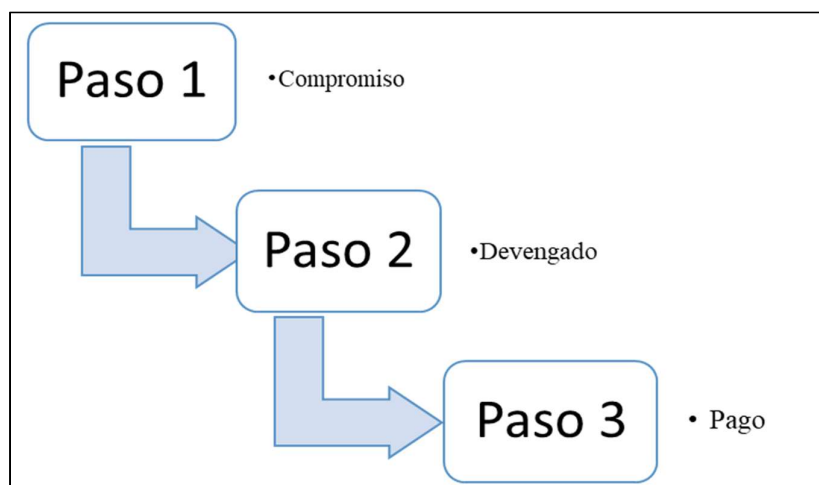 Paso 1
•Compromiso
Paso 2
•Devengado
Paso 3
• Pago